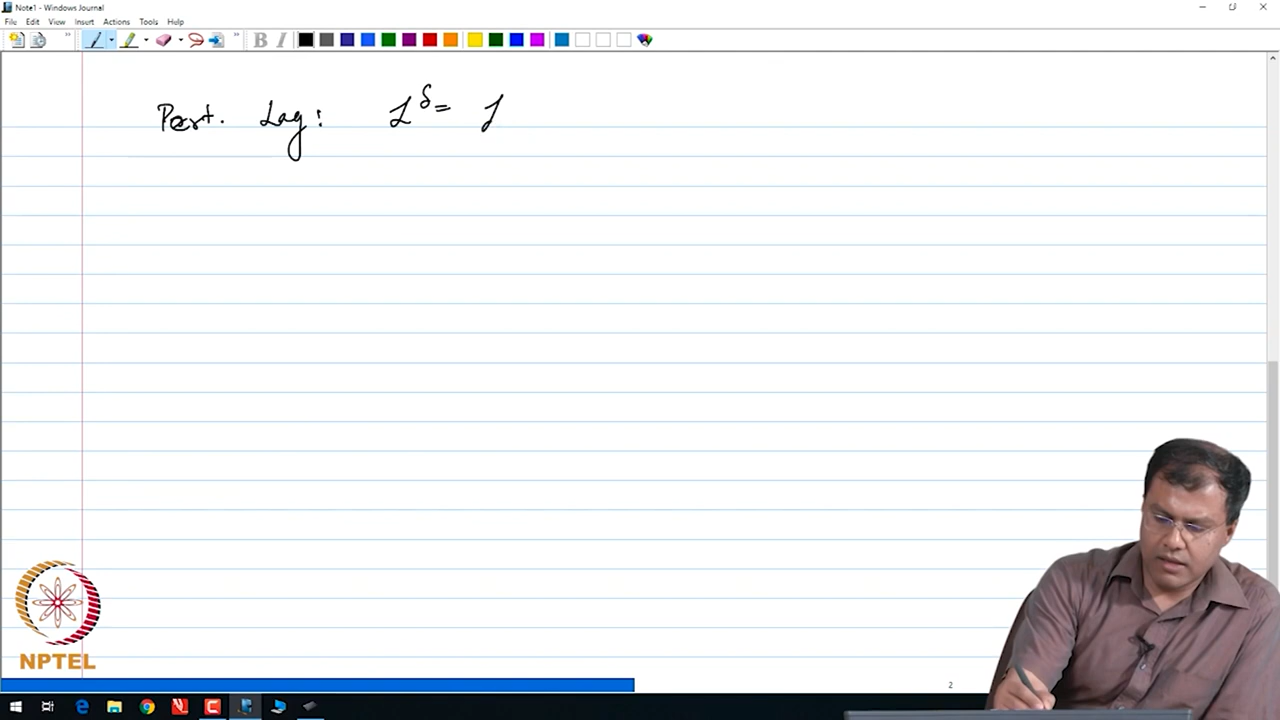 Note1 - Windows Journal
File Edit View Insert Actions Tools Help
B I
Pert. Lag: L^δ =
NPTEL
2